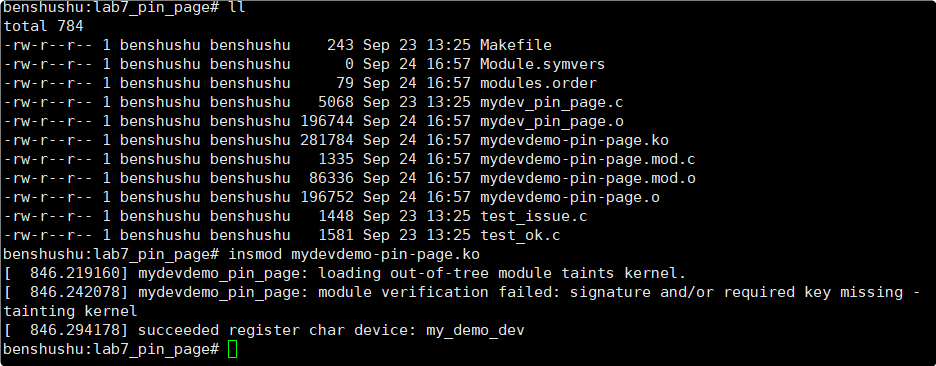 benshushu:lab7_pin_page# ll
total 784
-rw-r--r-- 1 benshushu benshushu    243 Sep 23 13:25 Makefile
-rw-r--r-- 1 benshushu benshushu      0 Sep 24 16:57 Module.symvers
-rw-r--r-- 1 benshushu benshushu     79 Sep 24 16:57 modules.order
-rw-r--r-- 1 benshushu benshushu   5068 Sep 23 13:25 mydev_pin_page.c
-rw-r--r-- 1 benshushu benshushu 196744 Sep 24 16:57 mydev_pin_page.o
-rw-r--r-- 1 benshushu benshushu 281784 Sep 24 16:57 mydevdemo-pin-page.ko
-rw-r--r-- 1 benshushu benshushu   1335 Sep 24 16:57 mydevdemo-pin-page.mod.c
-rw-r--r-- 1 benshushu benshushu  86336 Sep 24 16:57 mydevdemo-pin-page.mod.o
-rw-r--r-- 1 benshushu benshushu 196752 Sep 24 16:57 mydevdemo-pin-page.o
-rw-r--r-- 1 benshushu benshushu   1448 Sep 23 13:25 test_issue.c
-rw-r--r-- 1 benshushu benshushu   1581 Sep 23 13:25 test_ok.c
benshushu:lab7_pin_page# insmod mydevdemo-pin-page.ko
[  846.219160] mydevdemo_pin_page: loading out-of-tree module taints kernel.
[  846.242078] mydevdemo_pin_page: module verification failed: signature and/or required key missing -
tainting kernel
[  846.294178] succeeded register char device: my_demo_dev
benshushu:lab7_pin_page#